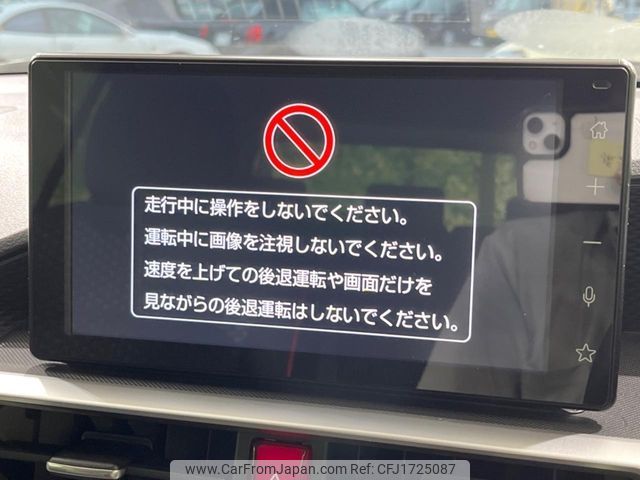 走行中に操作をしないでください。
運転中に画像を注視しないでください。
速度を上げての後退運転や画面だけを
見ながらの後退運転はしないでください。
www.CarFromJapan.com - CFJ1725087